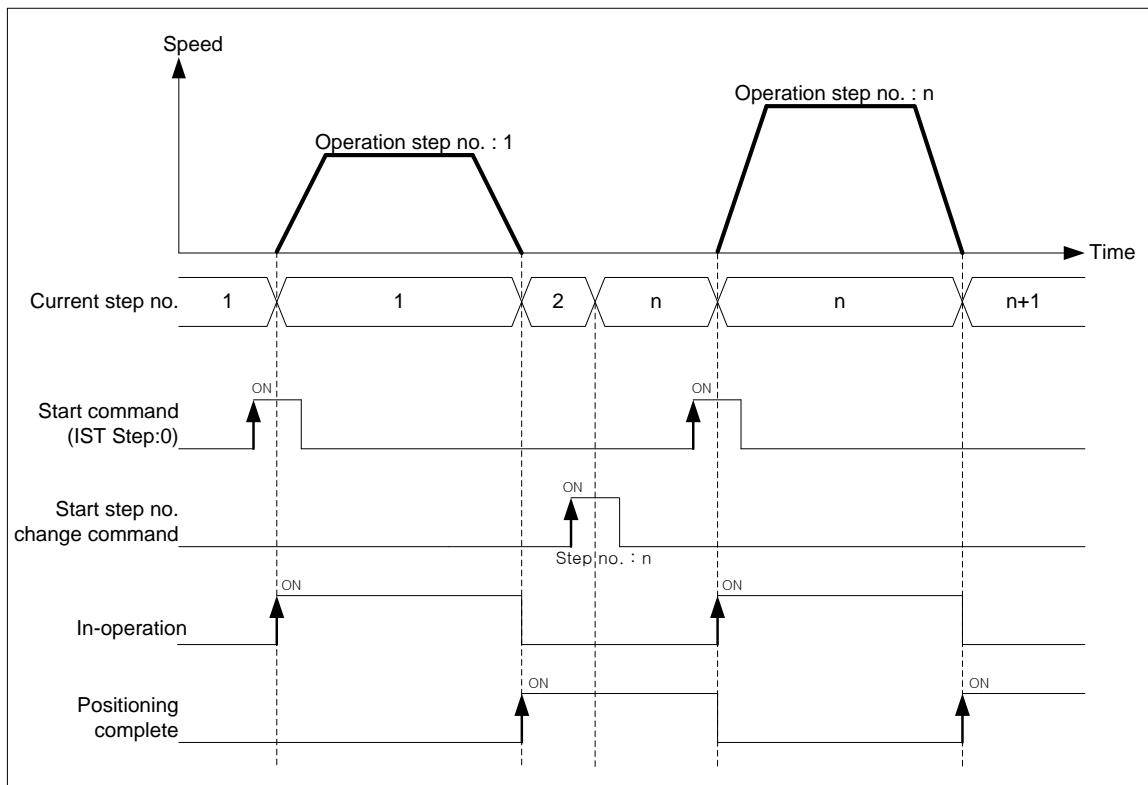 Speed
Operation step no. : n
Operation step no. : 1
Time
Current step no.
1
1
2
n
n
n+1
ON
ON
Start command
(IST Step:0)
ON
Start step no.
change command
Step no. : n
ON
ON
In-operation
ON
ON
Positioning
complete